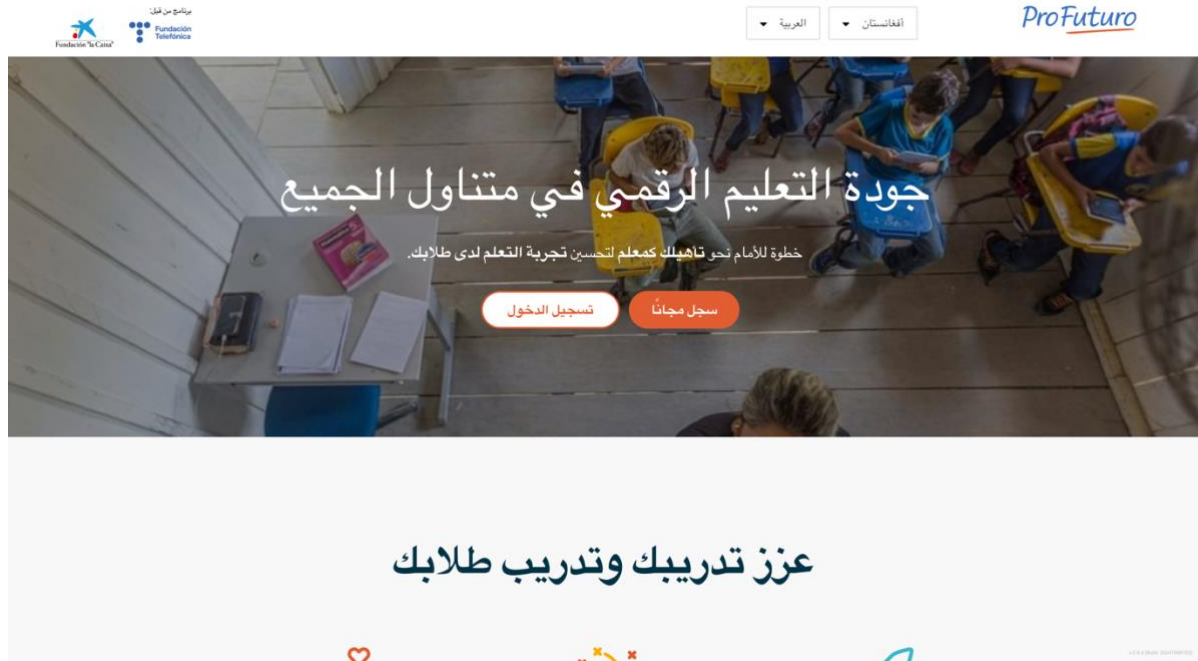 ProFuturo
أفغانستان
العربية
برنامج من قبل:
Fundación
Telefónica
Fundación "la Caixa"
جودة التعليم الرقمي في متناول الجميع
خطوة للأمام نحو تأهيلك كمعلم لتحسين تجربة التعلم لدى طلابك.
سجل مجانًا
تسجيل الدخول
عزز تدريبك وتدريب طلابك